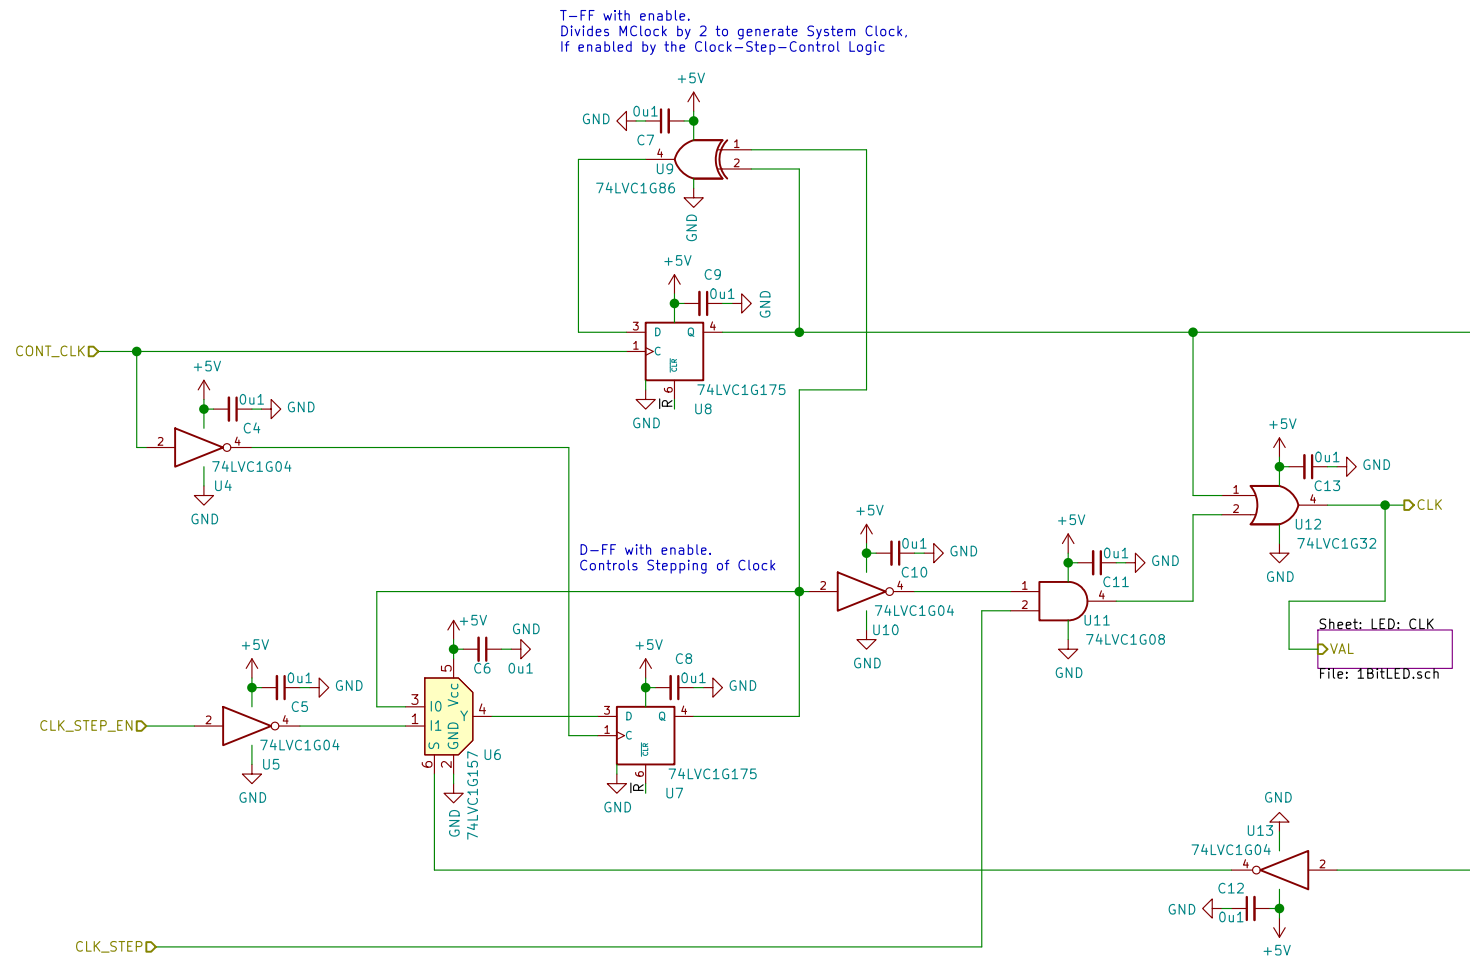 T-FF with enable.
Divides MClock by 2 to generate System Clock,
If enabled by the Clock-Step-Control Logic
+5V
GND
0u1
C7
1
2
4
U9
74LVC1G86
GND
+5V
C9
0u1
GND
3
D
Q
4
1
C
CLR
6
R
GND
74LVC1G175
U8
CONT_CLK
+5V
0u1
GND
C4
2
4
74LVC1G04
U4
GND
D-FF with enable.
Controls Stepping of Clock
+5V
GND
C6
0u1
5
Vcc
3
I0
1
I1
Y
4
S
GND
6
2
U6
74LVC1G157
GND
CLK_STEP_EN
+5V
0u1
GND
C5
2
4
74LVC1G04
U5
GND
+5V
C8
0u1
GND
3
D
Q
4
1
C
CLR
6
R
GND
74LVC1G175
U7
+5V
0u1
GND
C10
2
4
74LVC1G04
U10
GND
+5V
0u1
GND
C11
1
2
4
U11
74LVC1G08
GND
+5V
0u1
GND
C13
1
2
4
U12
74LVC1G32
GND
CLK
Sheet: LED: CLK
VAL
File: 1BitLED.sch
GND
U13
74LVC1G04
4
2
C12
GND
0u1
+5V
CLK_STEP